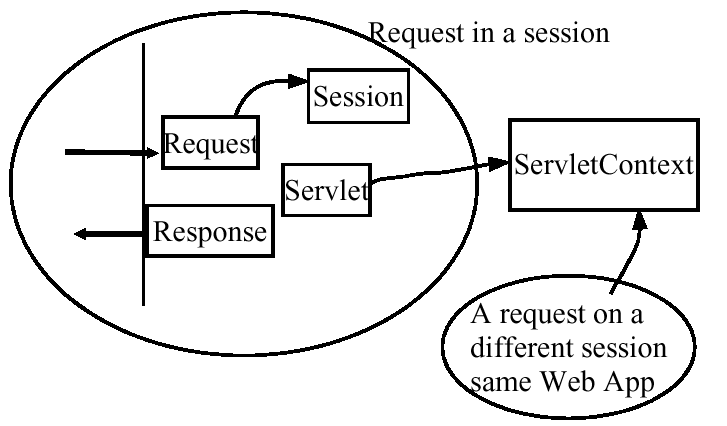 Request in a session
Session
Request
Servlet
ServletContext
Response
A request on a
different session
same Web App